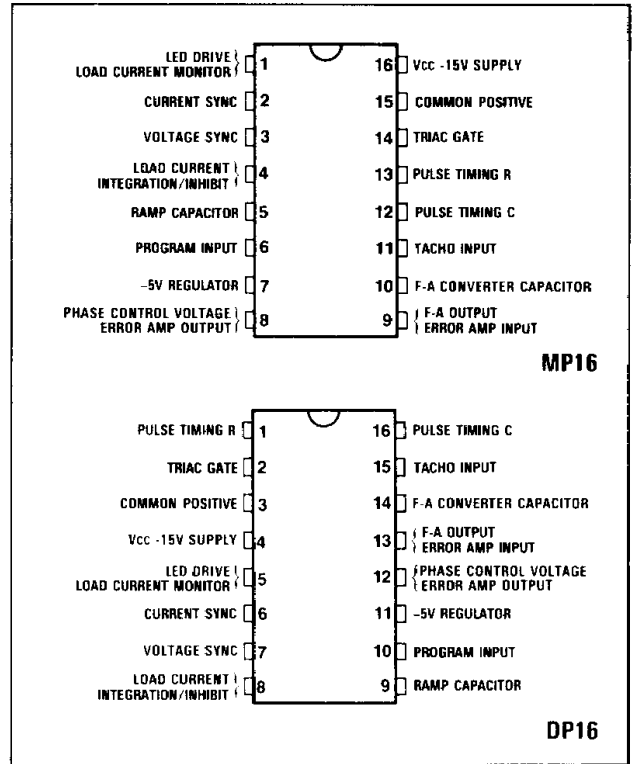 LED DRIVE
LOAD CURRENT MONITOR
1
16
Vcc -15V SUPPLY
CURRENT SYNC
2
15
COMMON POSITIVE
VOLTAGE SYNC
3
14
TRIAC GATE
LOAD CURRENT
INTEGRATION/INHIBIT
4
13
PULSE TIMING R
RAMP CAPACITOR
5
12
PULSE TIMING C
PROGRAM INPUT
6
11
TACHO INPUT
-5V REGULATOR
7
10
F-A CONVERTER CAPACITOR
PHASE CONTROL VOLTAGE
ERROR AMP OUTPUT
8
9
F-A OUTPUT
ERROR AMP INPUT
MP16
PULSE TIMING R
1
16
PULSE TIMING C
TRIAC GATE
2
15
TACHO INPUT
COMMON POSITIVE
3
14
F-A CONVERTER CAPACITOR
Vcc -15V SUPPLY
4
13
F-A OUTPUT
ERROR AMP INPUT
LED DRIVE
LOAD CURRENT MONITOR
5
12
PHASE CONTROL VOLTAGE
ERROR AMP OUTPUT
CURRENT SYNC
6
11
-5V REGULATOR
VOLTAGE SYNC
7
10
PROGRAM INPUT
LOAD CURRENT
INTEGRATION/INHIBIT
8
9
RAMP CAPACITOR
DP16